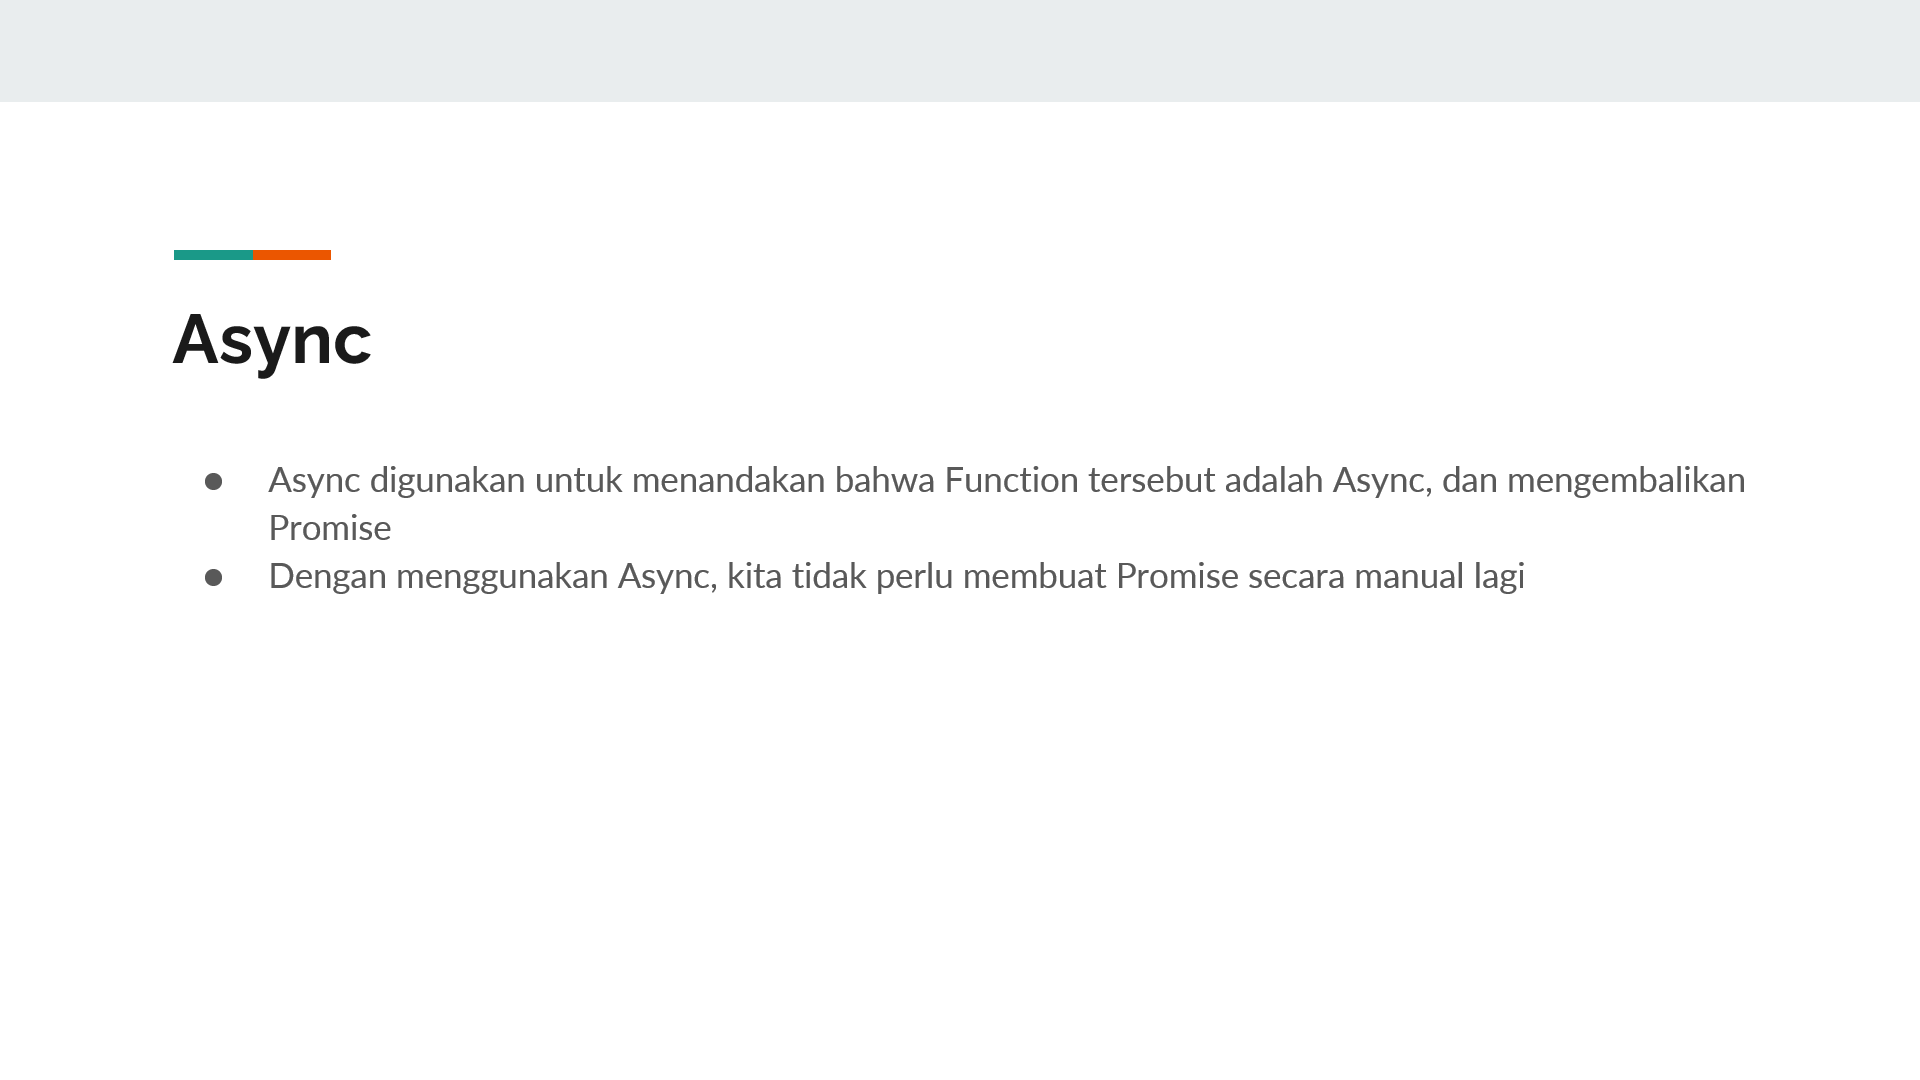 Async
● Async digunakan untuk menandakan bahwa Function tersebut adalah Async, dan mengembalikan
Promise
● Dengan menggunakan Async, kita tidak perlu membuat Promise secara manual lagi